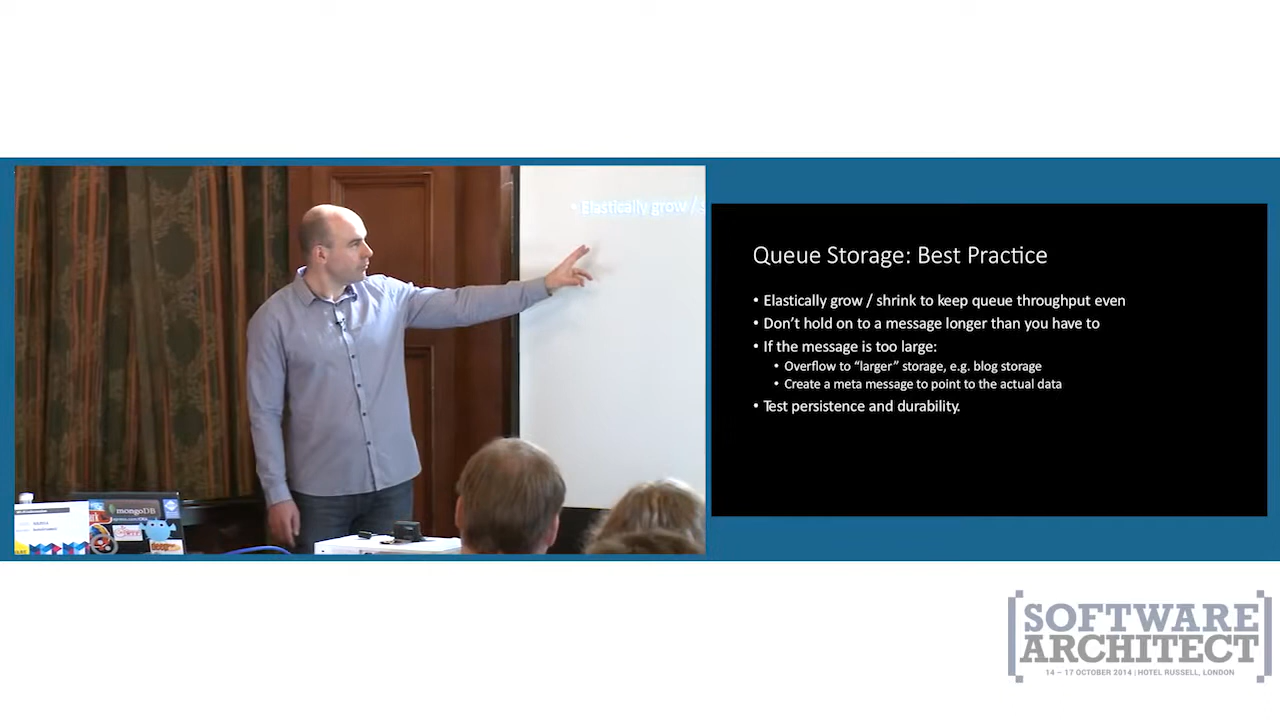 • Elastically grow / s
Queue Storage: Best Practice
• Elastically grow / shrink to keep queue throughput even
• Don't hold on to a message longer than you have to
• If the message is too large:
• Overflow to “larger” storage, e.g. blog storage
• Create a meta message to point to the actual data
• Test persistence and durability.
mongoDB
[SOFTWARE
ARCHITECT]
14 – 17 OCTOBER 2014 | HOTEL RUSSELL, LONDON